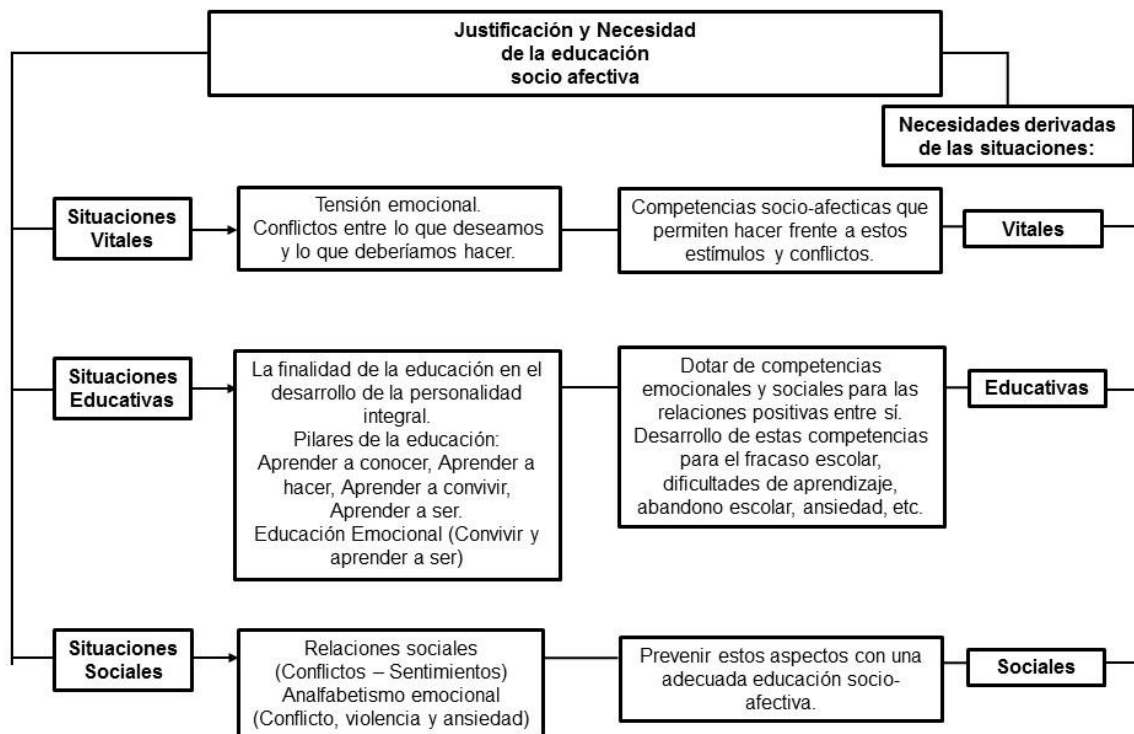 Justificación y Necesidad
de la educación
socio afectiva
Necesidades derivadas
de las situaciones:
Situaciones
Vitales
Tensión emocional.
Conflictos entre lo que deseamos
y lo que deberíamos hacer.
Competencias socio-afecticas que
permiten hacer frente a estos
estímulos y conflictos.
Vitales
Situaciones
Educativas
La finalidad de la educación en el
desarrollo de la personalidad
integral.
Pilares de la educación:
Aprender a conocer, Aprender a
hacer, Aprender a convivir,
Aprender a ser.
Educación Emocional (Convivir y
aprender a ser)
Dotar de competencias
emocionales y sociales para las
relaciones positivas entre sí.
Desarrollo de estas competencias
para el fracaso escolar,
dificultades de aprendizaje,
abandono escolar, ansiedad, etc.
Educativas
Situaciones
Sociales
Relaciones sociales
(Conflictos – Sentimientos)
Analfabetismo emocional
(Conflicto, violencia y ansiedad)
Prevenir estos aspectos con una
adecuada educación socio-
afectiva.
Sociales